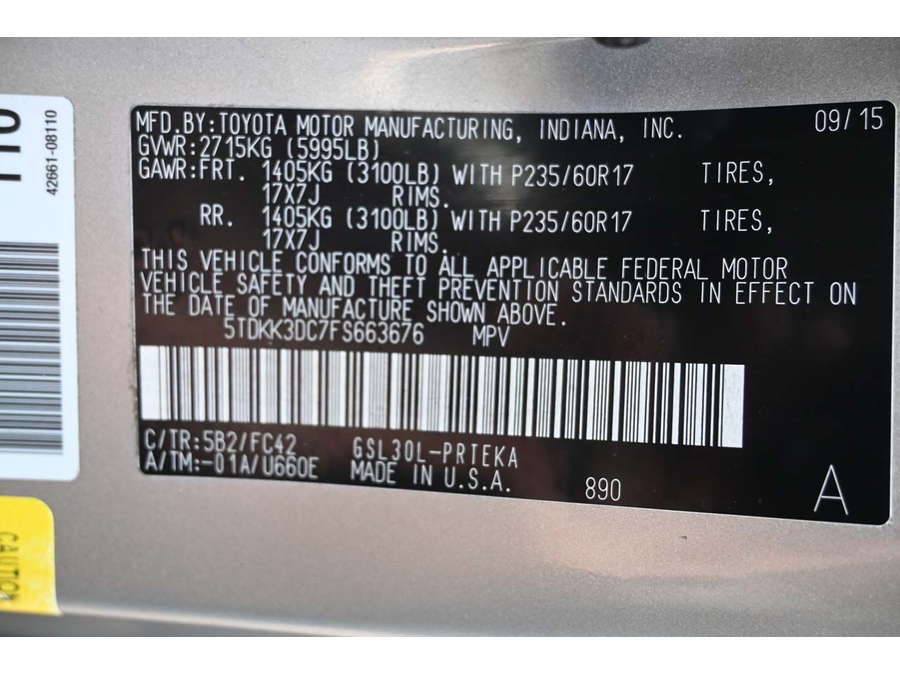 110
42661-08110
MFD.BY:TOYOTA MOTOR MANUFACTURING, INDIANA, INC. 09/15
GVWR:2715KG (5995LB)
GAWR:FRT. 1405KG (3100LB) WITH P235/60R17 TIRES,
17X7J RIMS.
RR. 1405KG (3100LB) WITH P235/60R17 TIRES,
17X7J RIMS.
THIS VEHICLE CONFORMS TO ALL APPLICABLE FEDERAL MOTOR
VEHICLE SAFETY AND THEFT PREVENTION STANDARDS IN EFFECT ON
THE DATE OF MANUFACTURE SHOWN ABOVE.
5TDKK3DC7FS663676 MPV
C/TR:5B2/FC42 GSL30L-PRTEKA
A/TM:-01A/U660E MADE IN U.S.A. 890 A
CAUTION